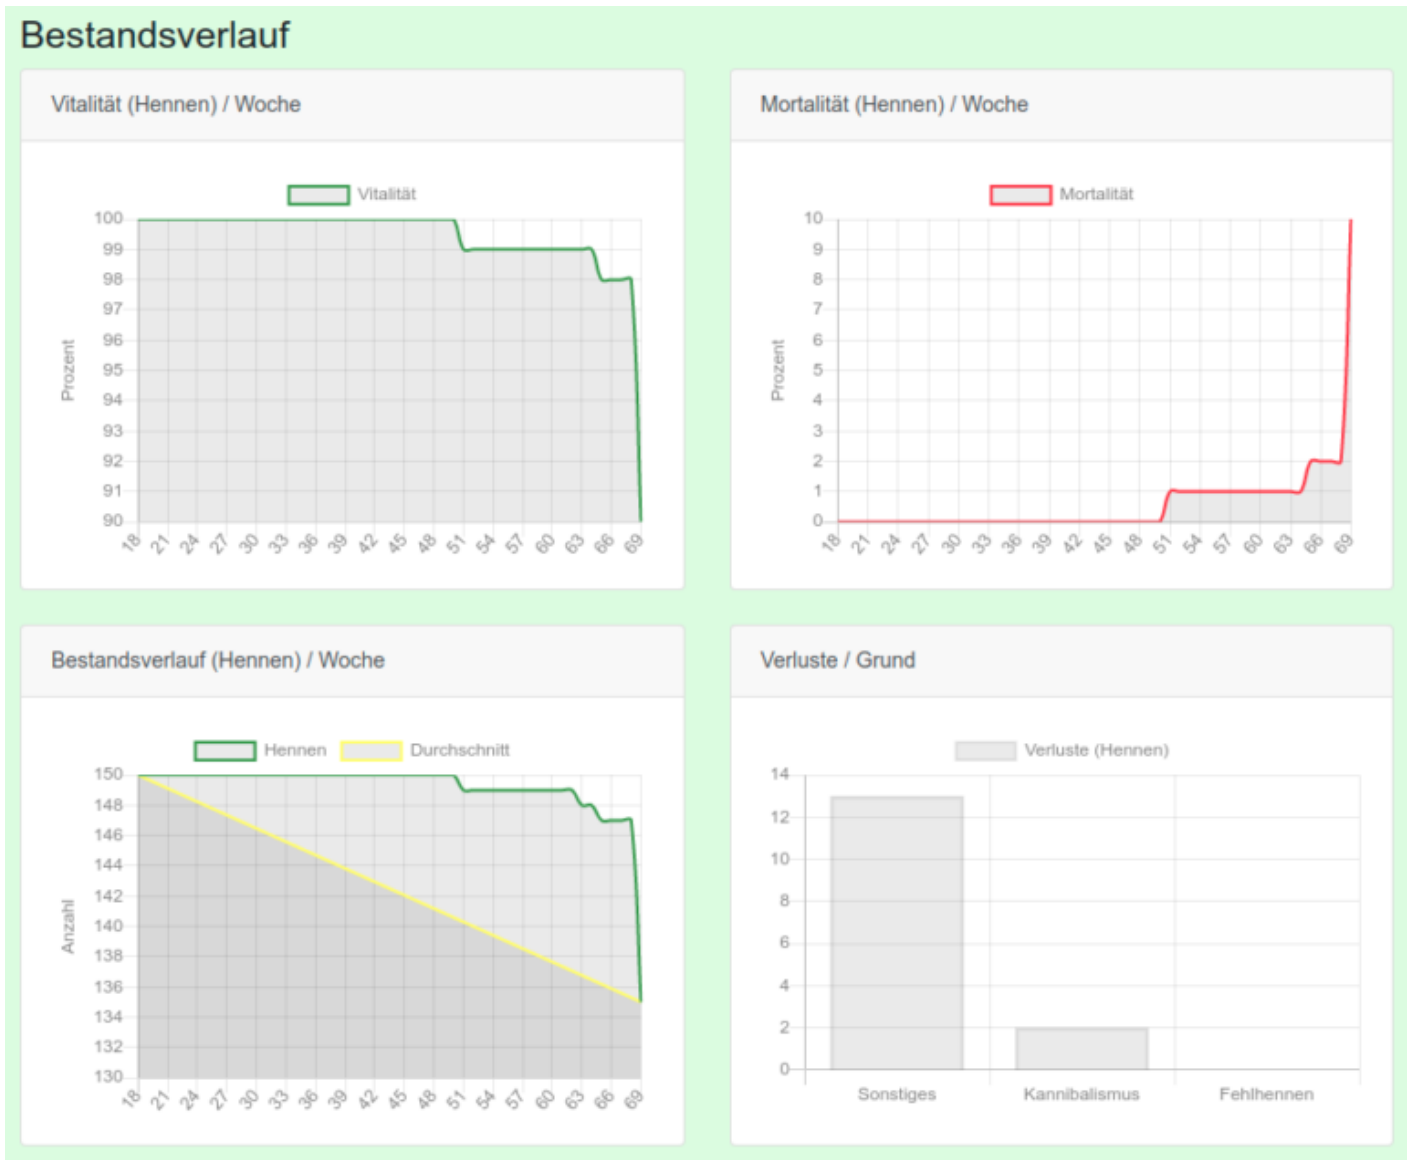 Bestandsverlauf
Vitalität (Hennen) / Woche
Vitalität
100
99
98
97
96
95
94
93
92
91
90
Prozent
18 21 24 27 30 33 36 39 42 45 48 51 54 57 60 63 66 69
Mortalität (Hennen) / Woche
Mortalität
10
9
8
7
6
5
4
3
2
1
0
Prozent
18 21 24 27 30 33 36 39 42 45 48 51 54 57 60 63 66 69
Bestandsverlauf (Hennen) / Woche
Hennen Durchschnitt
150
148
146
144
142
140
138
136
134
132
130
Anzahl
18 21 24 27 30 33 36 39 42 45 48 51 54 57 60 63 66 69
Verluste / Grund
Verluste (Hennen)
14
12
10
8
6
4
2
0
Sonstiges Kannibalismus Fehlhennen